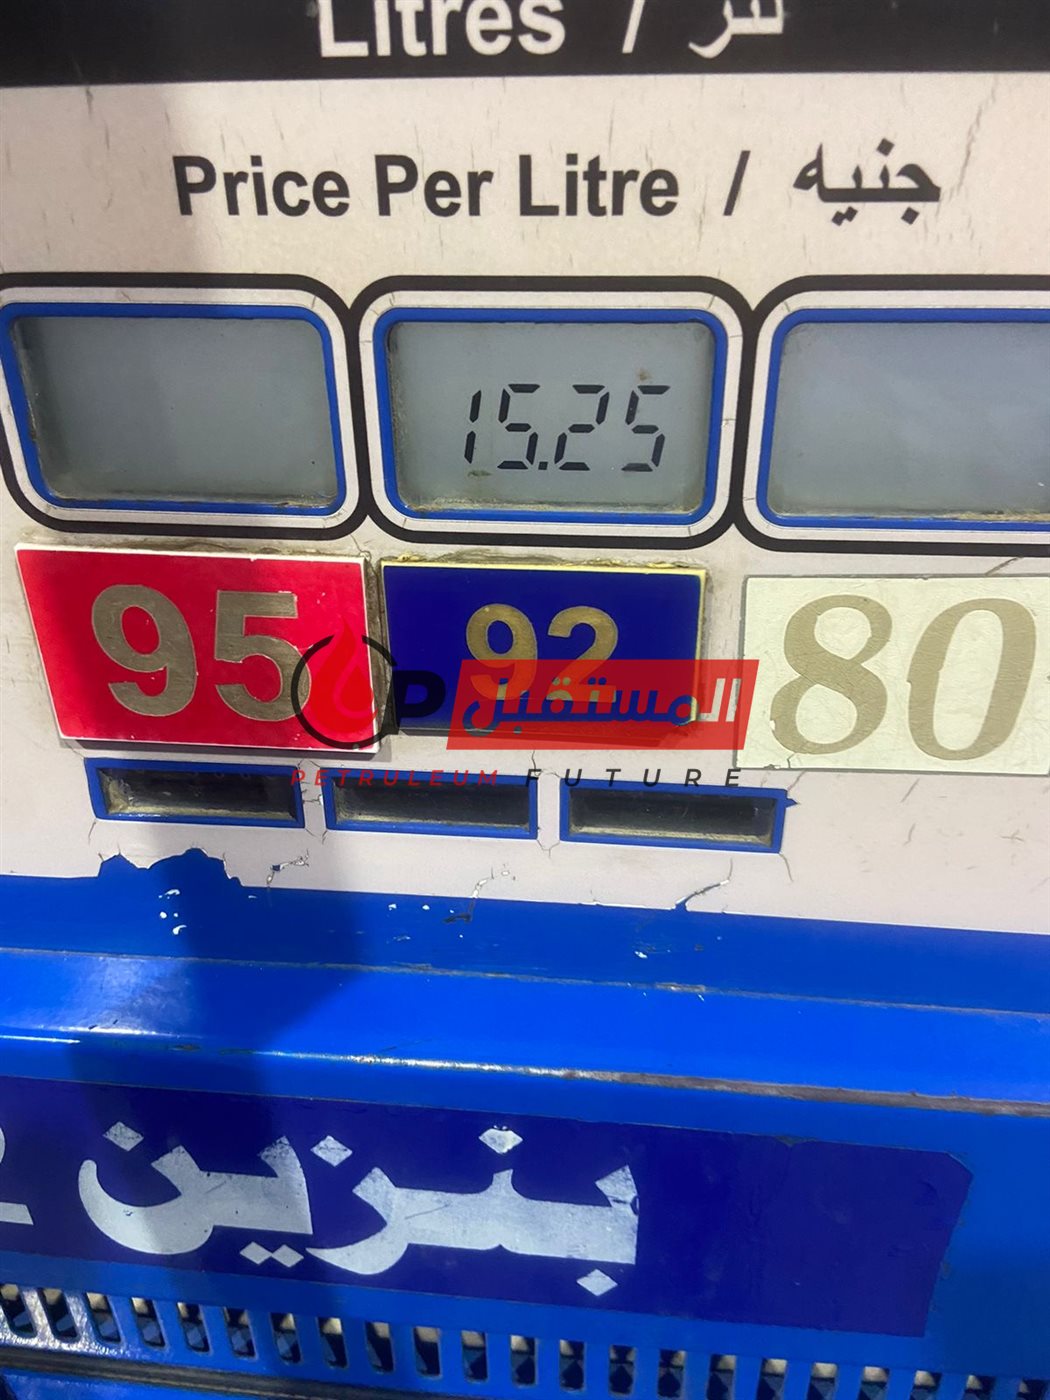 Litres / لتر
Price Per Litre / جنيه
15.25
95 92 80
P المستقبل
PETRULEUM FUTURE
بنزين